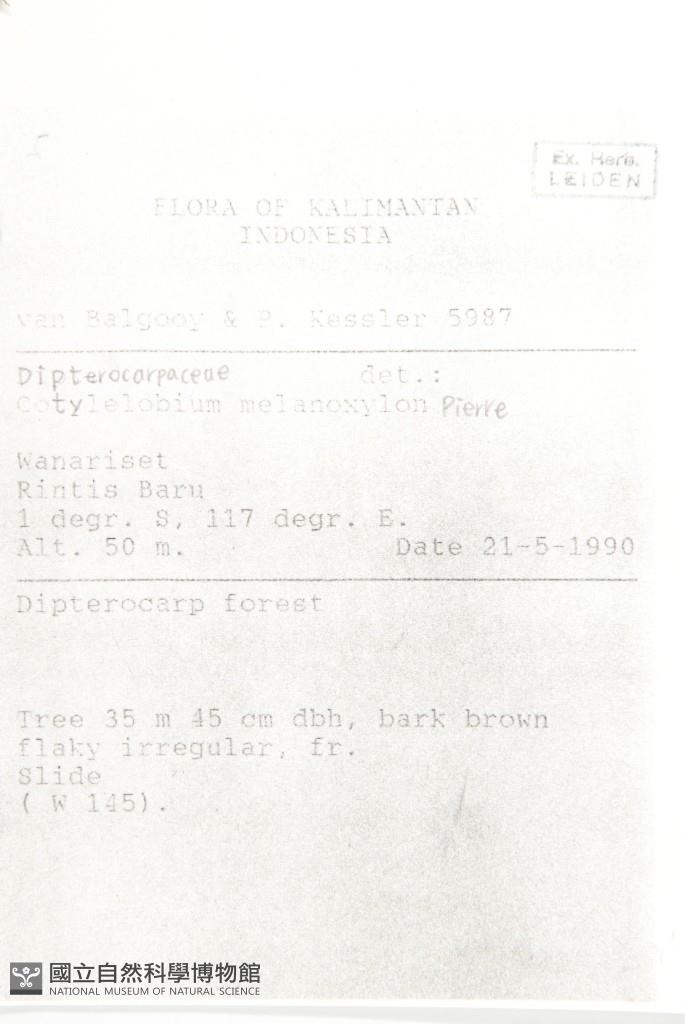 Ex. Herb.
LEIDEN
FLORA OF KALIMANTAN
INDONESIA
van Balgooy & P. Kessler 5987
Dipterocarpaceae det.:
Cotylelobium melanoxylon Pierre
Wanariset
Rintis Baru
1 degr. S, 117 degr. E.
Alt. 50 m. Date 21-5-1990
Dipterocarp forest
Tree 35 m 45 cm dbh, bark brown
flaky irregular, fr.
Slide
( W 145).
國立自然科學博物館
NATIONAL MUSEUM OF NATURAL SCIENCE